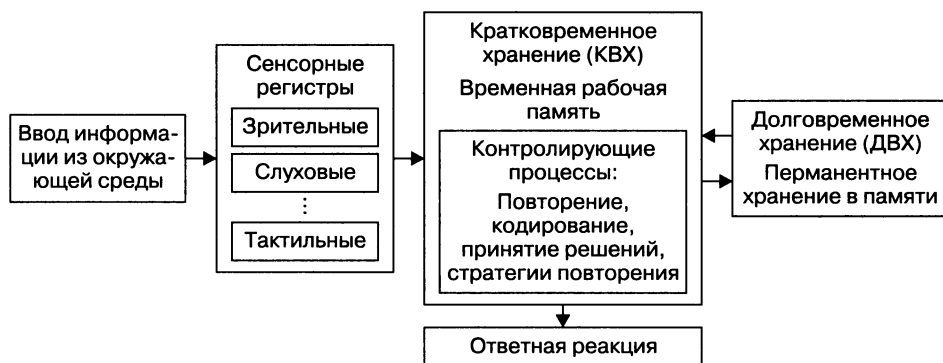 Ввод информа-
ции из окружа-
ющей среды
Сенсорные
регистры
Зрительные
Слуховые
⋮
Тактильные
Кратковременное
хранение (КВХ)
Временная рабочая
память
Контролирующие
процессы:
Повторение,
кодирование,
принятие решений,
стратегии повторения
Долговременное
хранение (ДВХ)
Перманентное
хранение в памяти
Ответная реакция